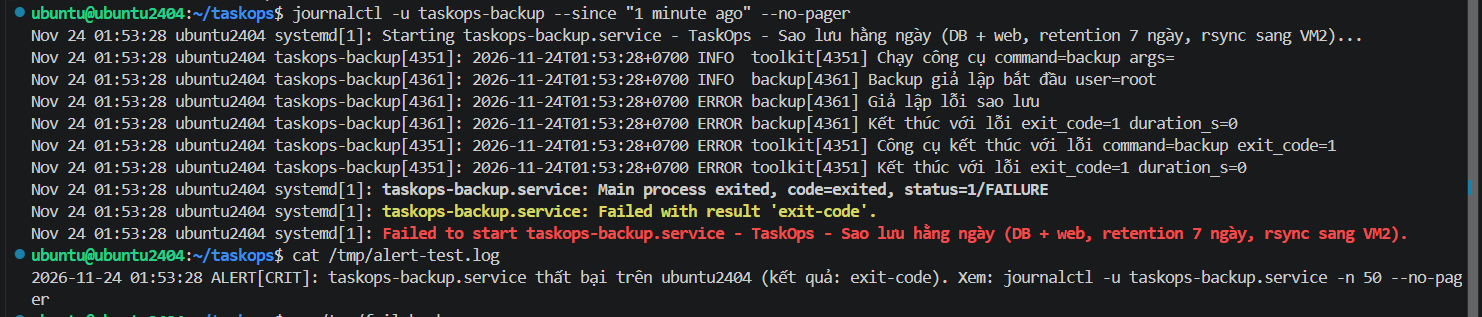 ubuntu@ubuntu2404:~/taskops$ journalctl -u taskops-backup --since "1 minute ago" --no-pager
Nov 24 01:53:28 ubuntu2404 systemd[1]: Starting taskops-backup.service - TaskOps - Sao lưu hằng ngày (DB + web, retention 7 ngày, rsync sang VM2)...
Nov 24 01:53:28 ubuntu2404 taskops-backup[4351]: 2026-11-24T01:53:28+0700 INFO  toolkit[4351] Chạy công cụ command=backup args=
Nov 24 01:53:28 ubuntu2404 taskops-backup[4361]: 2026-11-24T01:53:28+0700 INFO  backup[4361] Backup giả lập bắt đầu user=root
Nov 24 01:53:28 ubuntu2404 taskops-backup[4361]: 2026-11-24T01:53:28+0700 ERROR backup[4361] Giả lập lỗi sao lưu
Nov 24 01:53:28 ubuntu2404 taskops-backup[4361]: 2026-11-24T01:53:28+0700 ERROR backup[4361] Kết thúc với lỗi exit_code=1 duration_s=0
Nov 24 01:53:28 ubuntu2404 taskops-backup[4351]: 2026-11-24T01:53:28+0700 ERROR toolkit[4351] Công cụ kết thúc với lỗi command=backup exit_code=1
Nov 24 01:53:28 ubuntu2404 taskops-backup[4351]: 2026-11-24T01:53:28+0700 ERROR toolkit[4351] Kết thúc với lỗi exit_code=1 duration_s=0
Nov 24 01:53:28 ubuntu2404 systemd[1]: taskops-backup.service: Main process exited, code=exited, status=1/FAILURE
Nov 24 01:53:28 ubuntu2404 systemd[1]: taskops-backup.service: Failed with result 'exit-code'.
Nov 24 01:53:28 ubuntu2404 systemd[1]: Failed to start taskops-backup.service - TaskOps - Sao lưu hằng ngày (DB + web, retention 7 ngày, rsync sang VM2).
ubuntu@ubuntu2404:~/taskops$ cat /tmp/alert-test.log
2026-11-24 01:53:28 ALERT[CRIT]: taskops-backup.service thất bại trên ubuntu2404 (kết quả: exit-code). Xem: journalctl -u taskops-backup.service -n 50 --no-pag
er